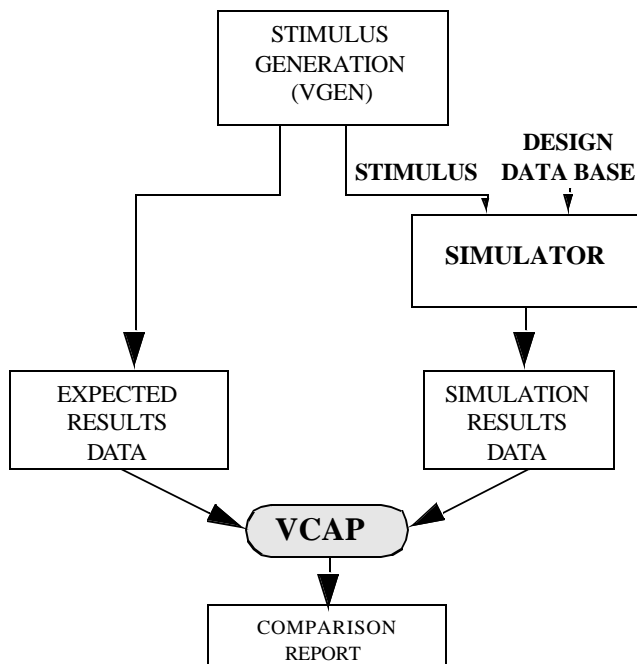 STIMULUS
GENERATION
(VGEN)
DESIGN
STIMULUS
DATA BASE
SIMULATOR
EXPECTED
RESULTS
DATA
SIMULATION
RESULTS
DATA
VCAP
COMPARISON
REPORT